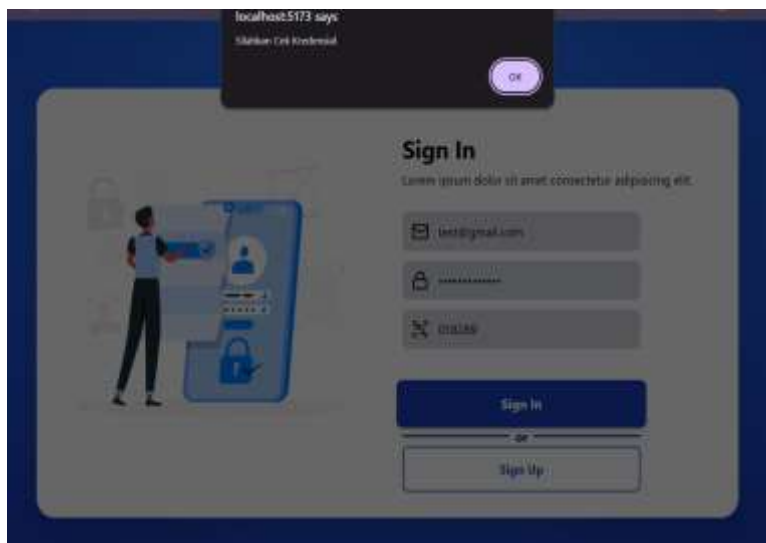 localhost:5173 says
Silahkan Cek Kredensial
OK
Sign In
Lorem ipsum dolor sit amet consectetur adipisicing elit.
test@gmail.com
Sign In
or
Sign Up